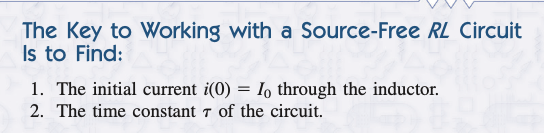 The Key to Working with a Source-Free RL Circuit
Is to Find:
1. The initial current i(0) = I₀ through the inductor.
2. The time constant τ of the circuit.